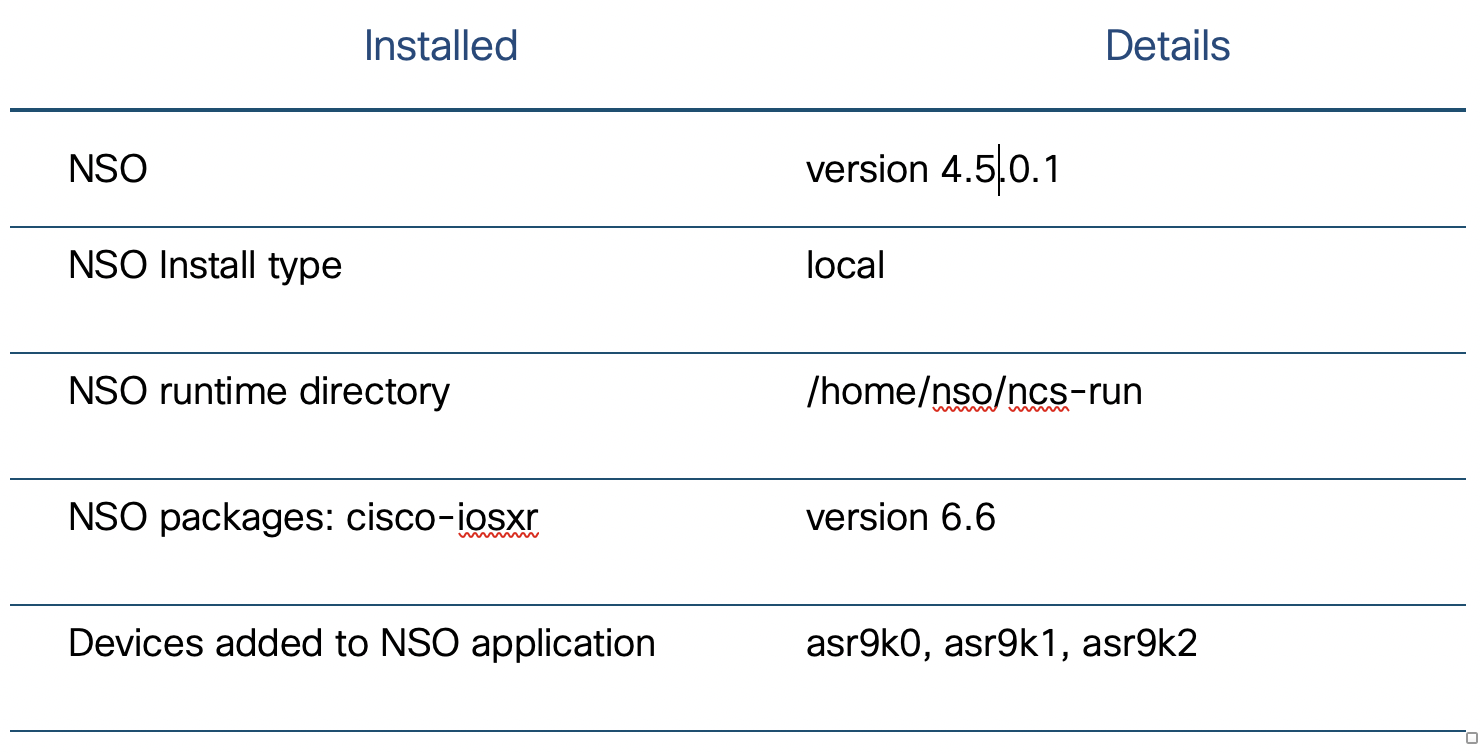 Installed Details
NSO version 4.5.0.1
NSO Install type local
NSO runtime directory /home/nso/ncs-run
NSO packages: cisco-iosxr version 6.6
Devices added to NSO application asr9k0, asr9k1, asr9k2